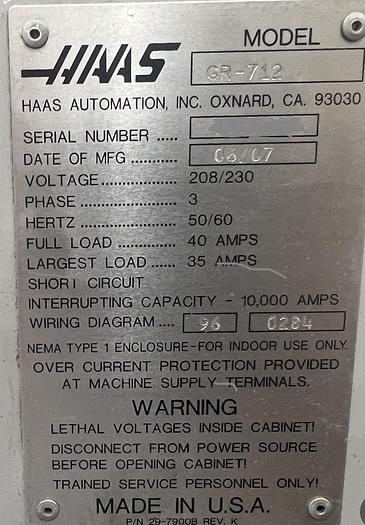 MODEL
HAAS GR-712
HAAS AUTOMATION, INC. OXNARD, CA. 93030
SERIAL NUMBER .....
DATE OF MFG ........... 06/07
VOLTAGE................... 208/230
PHASE ...................... 3
HERTZ ...................... 50/60
FULL LOAD .............. 40 AMPS
LARGEST LOAD ...... 35 AMPS
SHORT CIRCUIT
INTERRUPTING CAPACITY - 10,000 AMPS
WIRING DIAGRAM .... 96 0284
NEMA TYPE 1 ENCLOSURE-FOR INDOOR USE ONLY.
OVER CURRENT PROTECTION PROVIDED
AT MACHINE SUPPLY TERMINALS.
WARNING
LETHAL VOLTAGES INSIDE CABINET!
DISCONNECT FROM POWER SOURCE
BEFORE OPENING CABINET!
TRAINED SERVICE PERSONNEL ONLY!
MADE IN U.S.A.
P/N 29-7900B REV. K